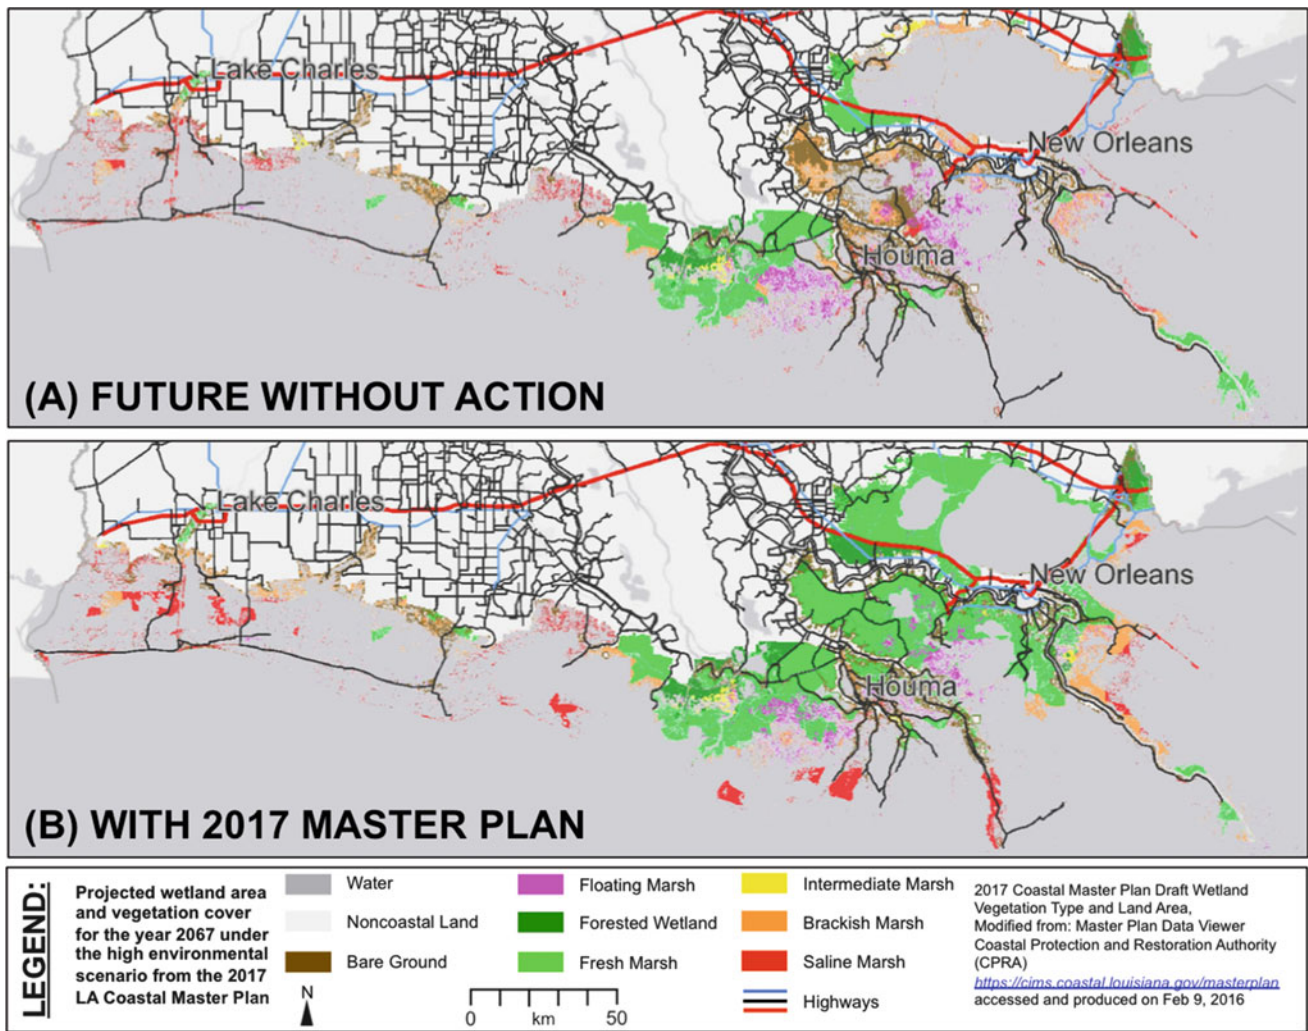 Lake Charles
New Orleans
Houma
(A) FUTURE WITHOUT ACTION
Lake Charles
New Orleans
Houma
(B) WITH 2017 MASTER PLAN
LEGEND:
Projected wetland area
and vegetation cover
for the year 2067 under
the high environmental
scenario from the 2017
LA Coastal Master Plan
Water
Noncoastal Land
Bare Ground
N
Floating Marsh
Forested Wetland
Fresh Marsh
0 km 50
Intermediate Marsh
Brackish Marsh
Saline Marsh
Highways
2017 Coastal Master Plan Draft Wetland
Vegetation Type and Land Area,
Modified from: Master Plan Data Viewer
Coastal Protection and Restoration Authority
(CPRA)
https://cims.coastal.louisiana.gov/masterplan
accessed and produced on Feb 9, 2016